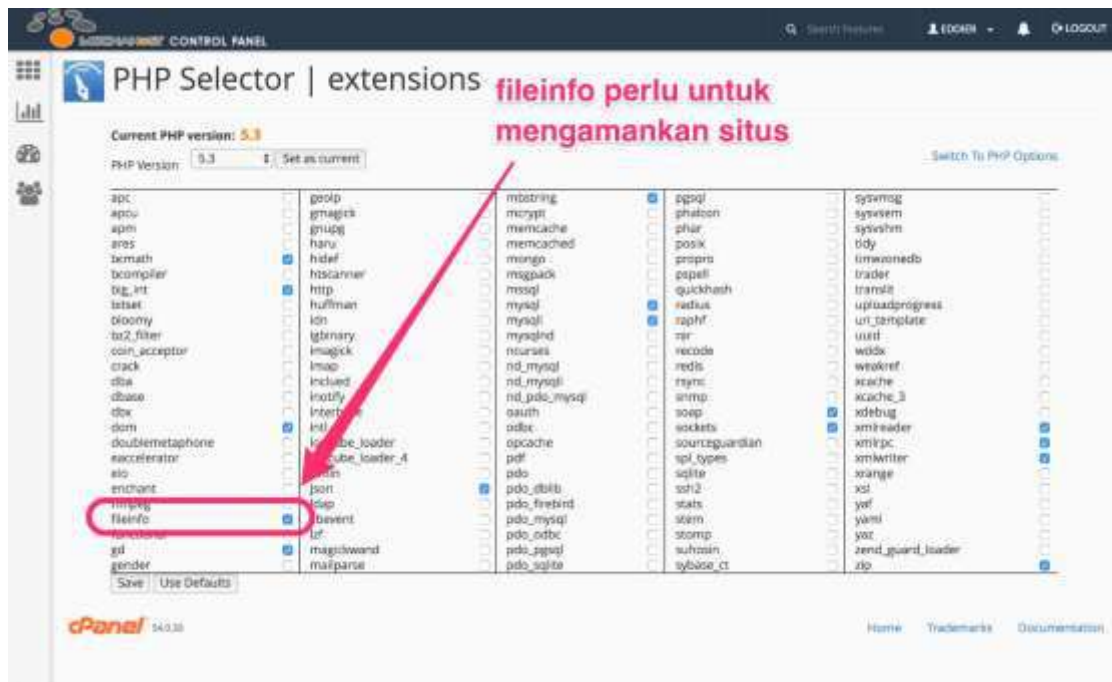 CONTROL PANEL
Search Features
LOGOUT
PHP Selector | extensions
fileinfo perlu untuk
mengamankan situs
Current PHP version: 5.3
PHP Version 5.3 Set as current
Switch To PHP Options
apc
apcu
apm
ares
bcmath
bcompiler
big_int
bitset
bloomy
bz2_filter
coin_acceptor
crack
dba
dbase
dbx
dom
doublemetaphone
eaccelerator
eio
enchant
ffmpeg
fileinfo
functional
gd
gender
geoip
gmagick
gnupg
haru
hidef
htscanner
http
huffman
idn
igbinary
imagick
imap
inclued
inotify
intl
json
ldap
lzf
magickwand
mailparse
mbstring
mcrypt
memcache
memcached
mongo
msgpack
mssql
mysql
mysqli
mysqlnd
ncurses
nd_mysql
nd_mysqli
nd_pdo_mysql
oauth
odbc
opcache
pdf
pdo
pdo_dblib
pdo_firebird
pdo_mysql
pdo_odbc
pdo_pgsql
pdo_sqlite
pgsql
phalcon
phar
posix
propro
pspell
quickhash
radius
raphf
rar
recode
redis
rsync
snmp
soap
sockets
sourceguardian
spl_types
sqlite
ssh2
stats
stem
stomp
suhosin
sybase_ct
sysvmsg
sysvsem
sysvshm
tidy
timezonedb
trader
translit
uploadprogress
uri_template
uuid
wddx
weakref
xcache
xcache_3
xdebug
xmlreader
xmlrpc
xmlwriter
xrange
xsl
yaf
yaml
yaz
zend_guard_loader
zip
Save Use Defaults
cPanel
Home Trademarks Documentation